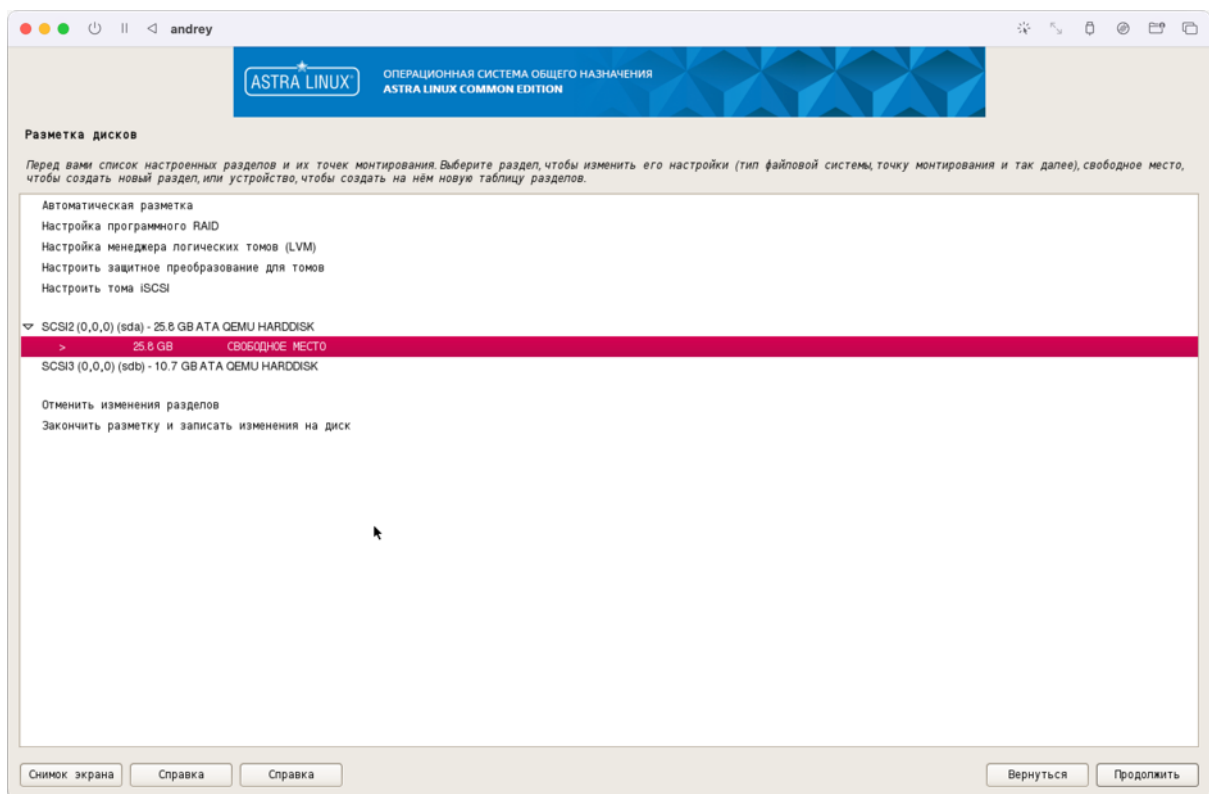 andrey
ASTRA LINUX®
ОПЕРАЦИОННАЯ СИСТЕМА ОБЩЕГО НАЗНАЧЕНИЯ
ASTRA LINUX COMMON EDITION
Разметка дисков
Перед вами список настроенных разделов и их точек монтирования. Выберите раздел, чтобы изменить его настройки (тип файловой системы, точку монтирования и так далее), свободное место,
чтобы создать новый раздел, или устройство, чтобы создать на нём новую таблицу разделов.
Автоматическая разметка
Настройка программного RAID
Настройка менеджера логических томов (LVM)
Настроить защитное преобразование для томов
Настроить тома iSCSI
SCSI2 (0,0,0) (sda) - 25.8 GB ATA QEMU HARDDISK
> 25.8 GB СВОБОДНОЕ МЕСТО
SCSI3 (0,0,0) (sdb) - 10.7 GB ATA QEMU HARDDISK
Отменить изменения разделов
Закончить разметку и записать изменения на диск
Снимок экрана Справка Справка Вернуться Продолжить